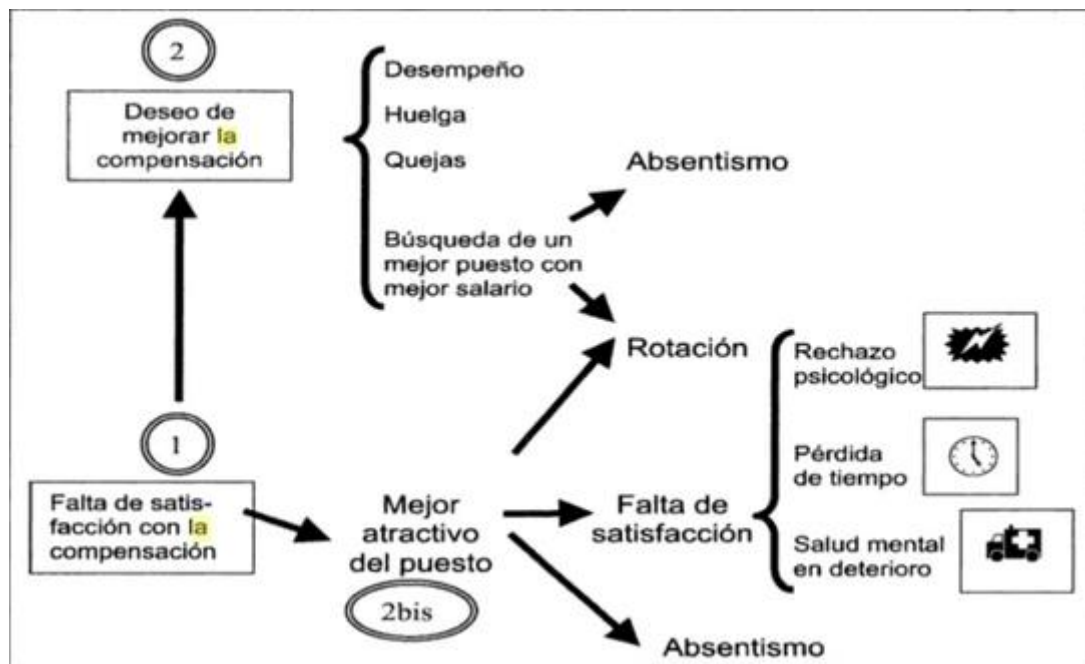 2
Deseo de
mejorar la
compensación
Desempeño
Huelga
Quejas
Búsqueda de un
mejor puesto con
mejor salario
Absentismo
Rotación
Rechazo
psicológico
Pérdida
de tiempo
Salud mental
en deterioro
1
Falta de satis-
facción con la
compensación
Mejor
atractivo
del puesto
2bis
Falta de
satisfacción
Absentismo